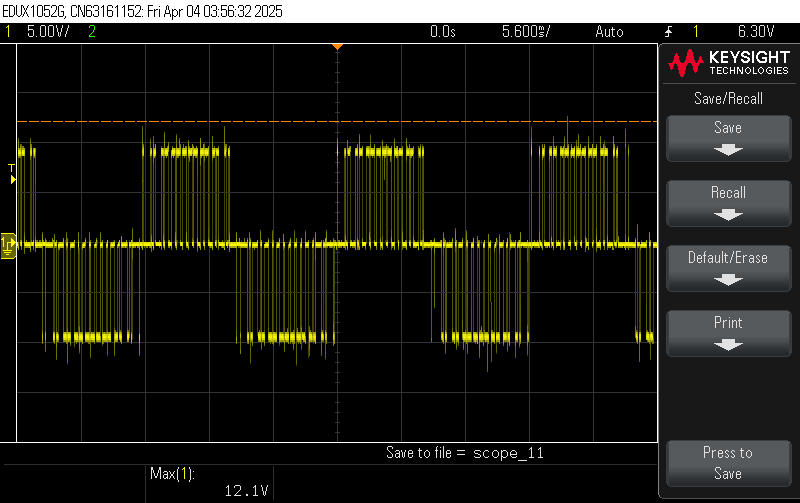 EDUX1052G, CN63161152: Fri Apr 04 03:56:32 2025
1 5.00V/ 2 0.0s 5.600ms/ Auto 1 6.30V
KEYSIGHT
TECHNOLOGIES
Save/Recall
Save
Recall
T
1
Default/Erase
Print
Save to file = scope_11
Press to
Save
Max(1):
12.1V